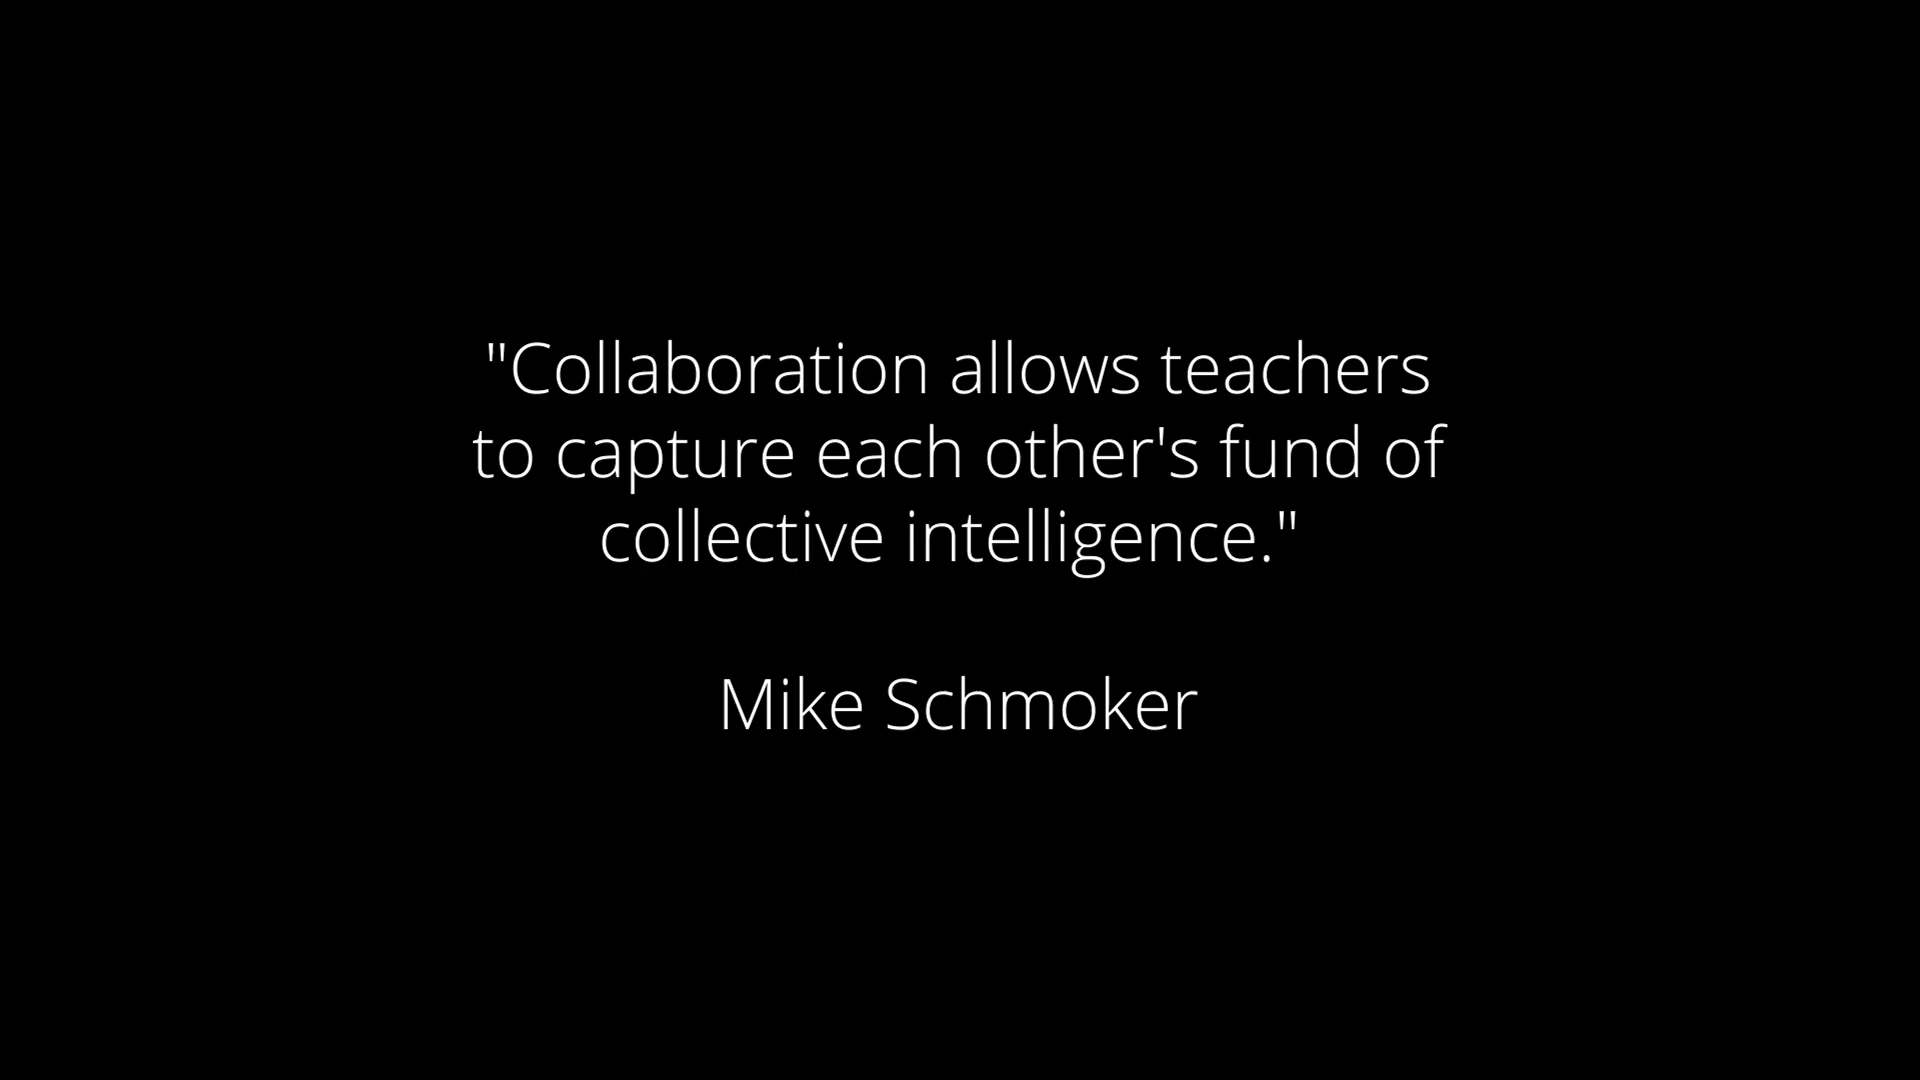 "Collaboration allows teachers
to capture each other's fund of
collective intelligence."
Mike Schmoker